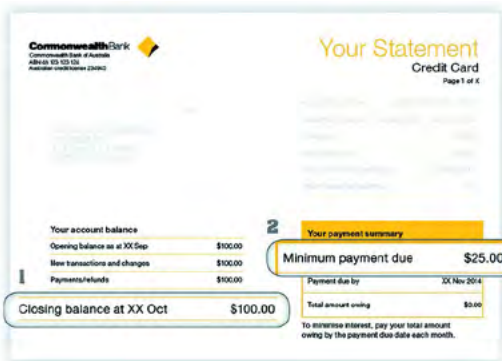 CommonwealthBank
Commonwealth Bank of Australia
ABN 48 123 123 124
Australian credit licence 234945
Your Statement
Credit Card
Page 1 of X
Your account balance
Opening balance as at XX Sep $100.00
New transactions and charges $100.00
Payments/refunds $100.00
1
Closing balance at XX Oct $100.00
2
Your payment summary
Minimum payment due $25.00
Payment due by XX Nov 2014
Total amount owing $0.00
To minimise interest, pay your total amount
owing by the payment due date each month.